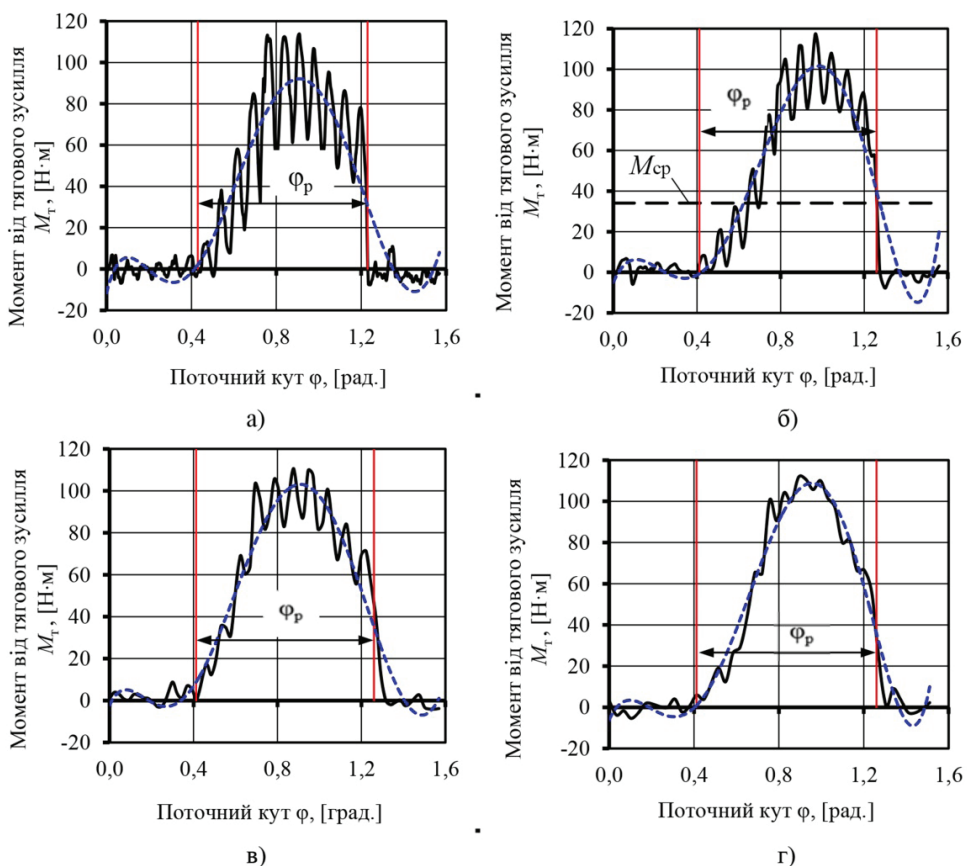 Момент від тягового зусилля
Mт, [Н·м]
120
100
80
60
40
20
0
-20
φр
0,0
0,4
0,8
1,2
1,6
Поточний кут φ, [рад.]
а)
Момент від тягового зусилля
Mт, [Н·м]
120
100
80
60
40
20
0
-20
φр
Mср
0,0
0,4
0,8
1,2
1,6
Поточний кут φ, [рад.]
б)
Момент від тягового зусилля
Mт, [Н·м]
120
100
80
60
40
20
0
-20
φр
0,0
0,4
0,8
1,2
1,6
Поточний кут φ, [град.]
в)
Момент від тягового зусилля
Mт, [Н·м]
120
100
80
60
40
20
0
-20
φр
0,0
0,4
0,8
1,2
1,6
Поточний кут φ, [рад.]
г)